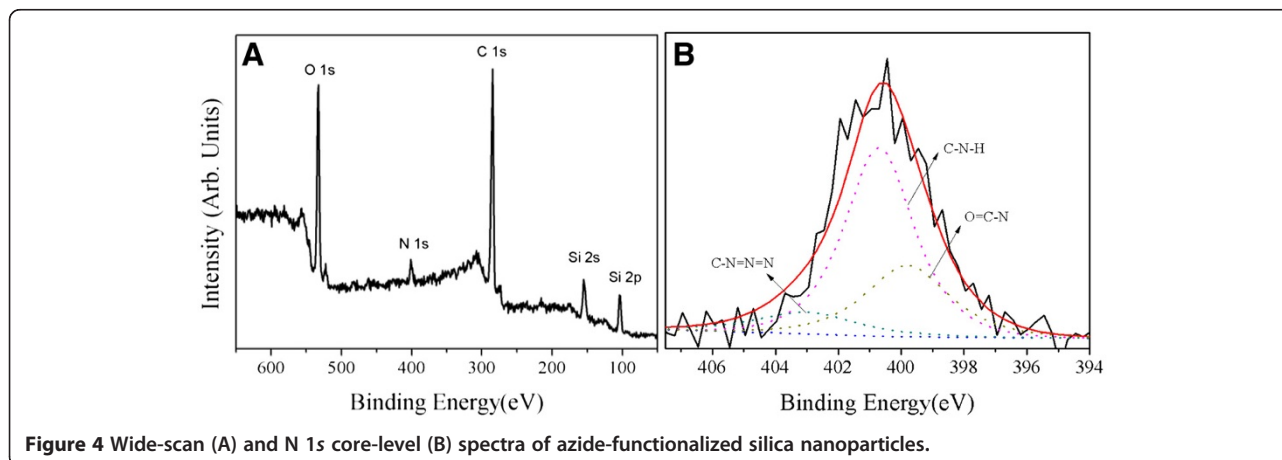 A
O 1s
C 1s
N 1s
Si 2s
Si 2p
Intensity (Arb. Units)
600 500 400 300 200 100
Binding Energy(eV)
B
C-N-H
O=C-N
C-N=N=N
406 404 402 400 398 396 394
Binding Energy(eV)
Figure 4 Wide-scan (A) and N 1s core-level (B) spectra of azide-functionalized silica nanoparticles.